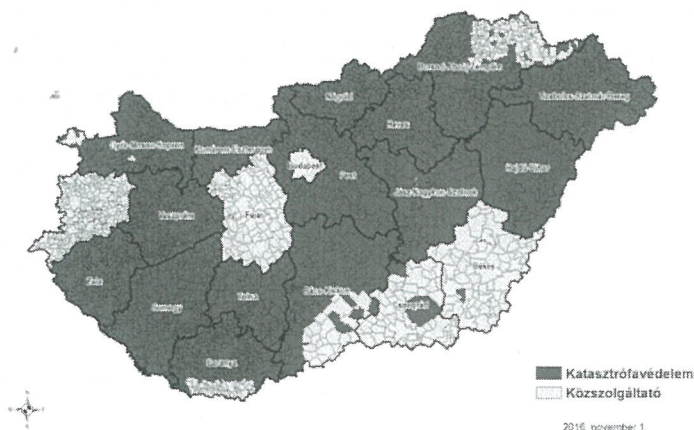 Borsod-Abaúj-Zemplén
Szabolcs-Szatmár-Bereg
Nógrád
Heves
Győr-Moson-Sopron
Komárom-Esztergom
Budapest
Pest
Hajdú-Bihar
Jász-Nagykun-Szolnok
Veszprém
Fejér
Békés
Zala
Somogy
Tolna
Bács-Kiskun
Csongrád
Baranya
Katasztrófavédelem
Közszolgáltató
2016. november 1.